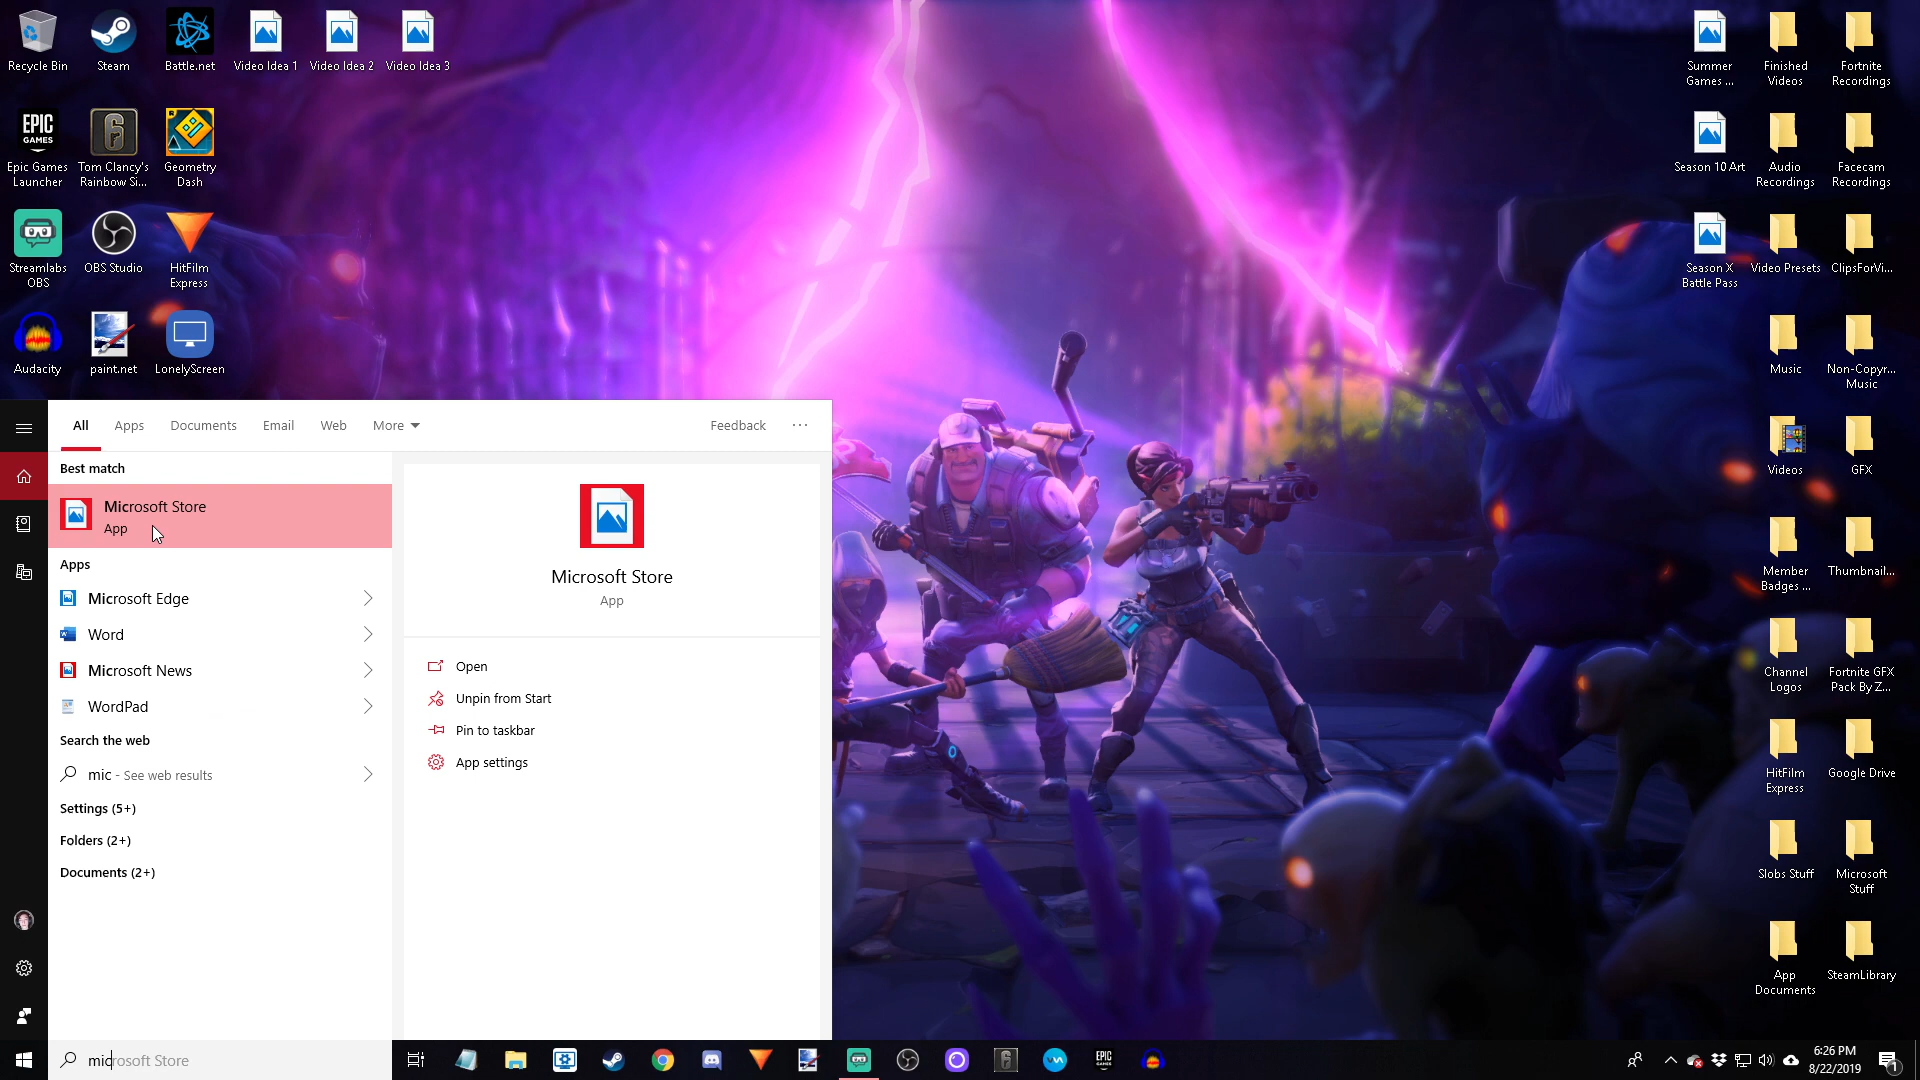 Recycle Bin
Steam
Battle.net
Video Idea 1
Video Idea 2
Video Idea 3
EPIC
GAMES
Epic Games
Launcher
6
Tom Clancy's
Rainbow Si...
Geometry
Dash
Streamlabs
OBS
OBS Studio
HitFilm
Express
Audacity
paint.net
LonelyScreen
Summer
Games ...
Finished
Videos
Fortnite
Recordings
Season 10 Art
Audio
Recordings
Facecam
Recordings
Season X
Battle Pass
Video Presets
ClipsForVi...
Music
Non-Copyr...
Music
Videos
GFX
Member
Badges ...
Thumbnail...
Channel
Logos
Fortnite GFX
Pack By Z...
HitFilm
Express
Google Drive
Slobs Stuff
Microsoft
Stuff
App
Documents
SteamLibrary
All
Apps
Documents
Email
Web
More
Feedback
...
Best match
Microsoft Store
App
Apps
Microsoft Edge
Word
Microsoft News
WordPad
Search the web
mic - See web results
Settings (5+)
Folders (2+)
Documents (2+)
Microsoft Store
App
Open
Unpin from Start
Pin to taskbar
App settings
microsoft Store
EPIC
GAMES
6:26 PM
8/22/2019
1